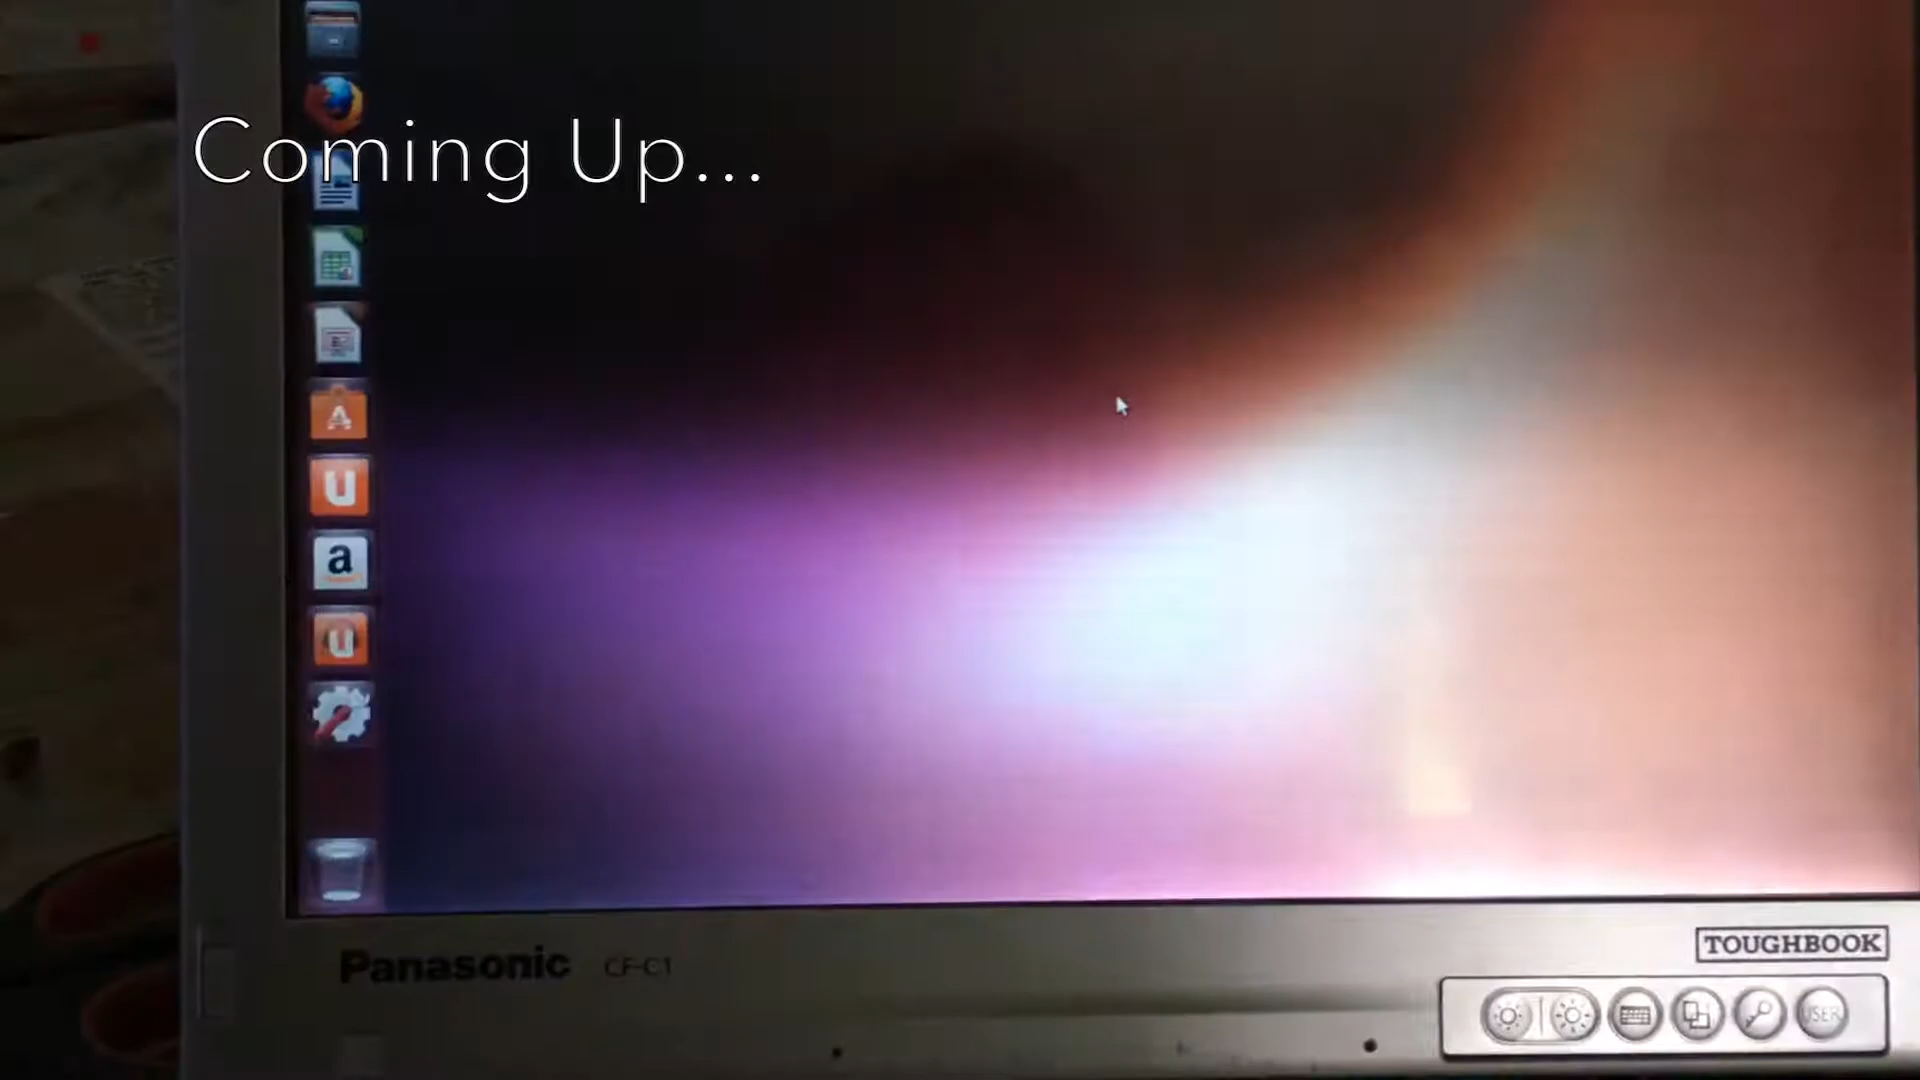 Coming Up...
A
u
a
u
TOUGHBOOK
Panasonic CF-C1
USER